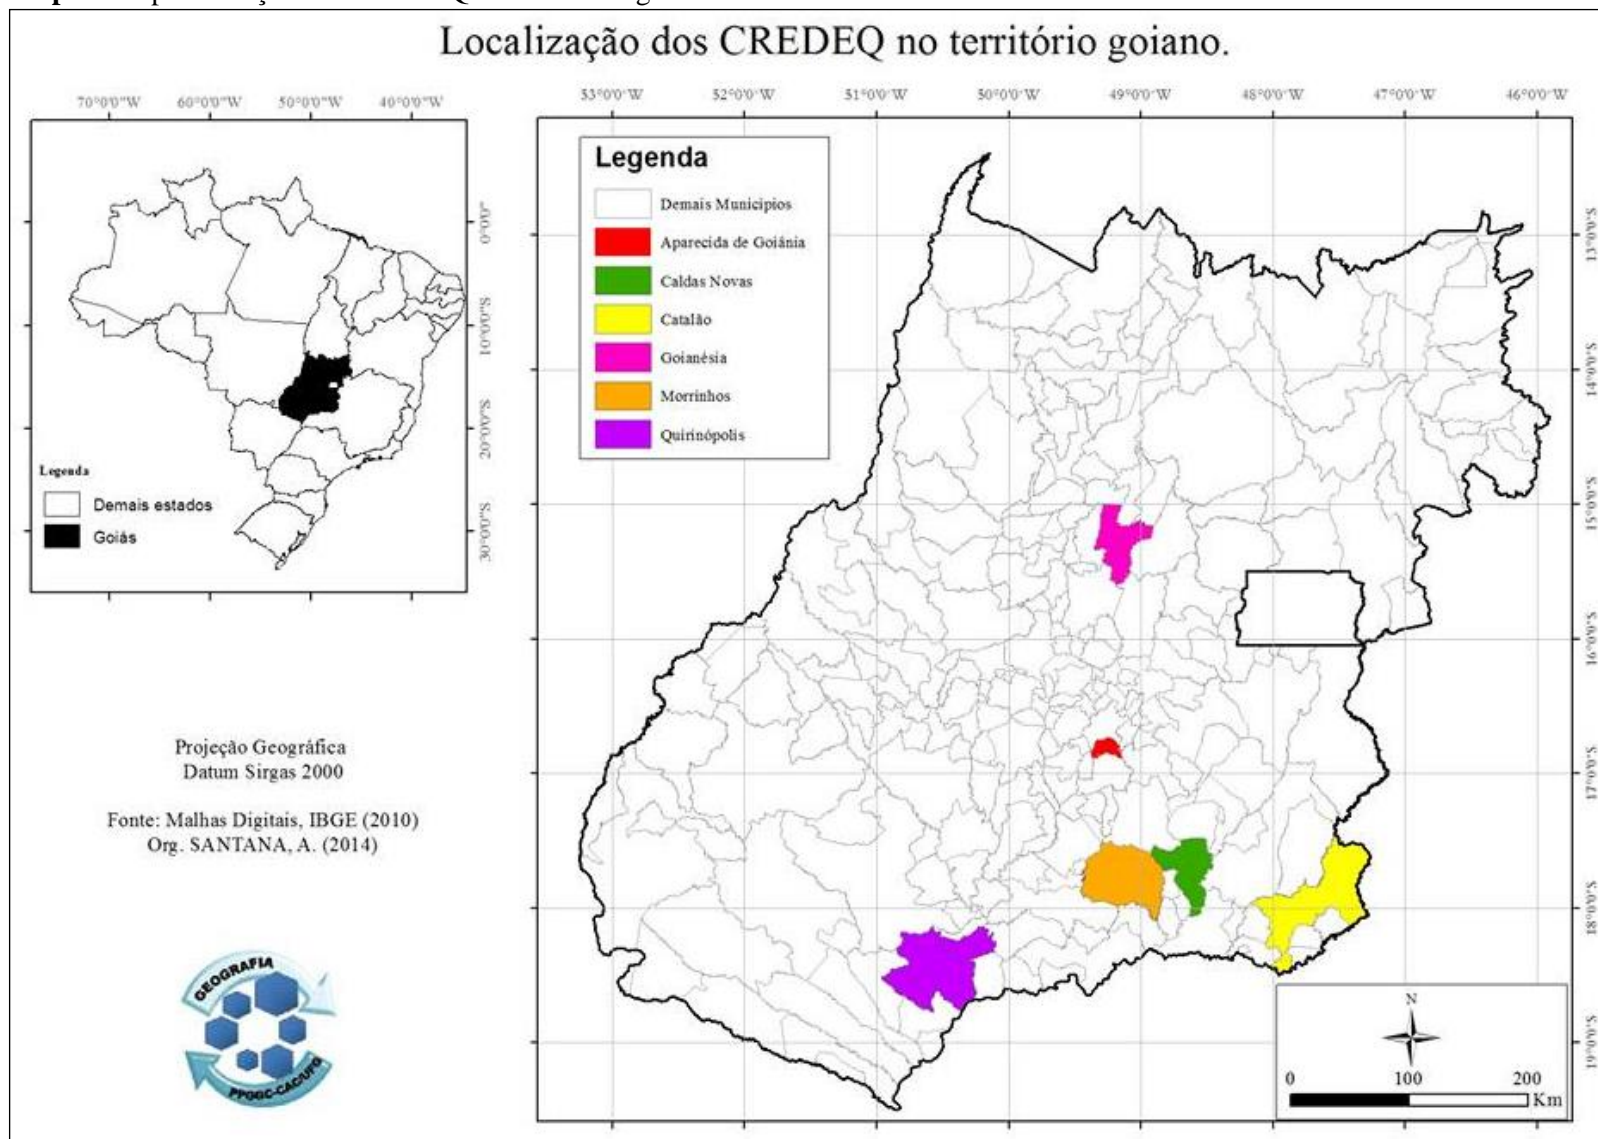 Localização dos CREDEQ no território goiano.
70°0'0"W 60°0'0"W 50°0'0"W 40°0'0"W
0°0'0"
10°0'0"S
20°0'0"S
30°0'0"S
Legenda
Demais estados
Goiás
53°0'0"W 52°0'0"W 51°0'0"W 50°0'0"W 49°0'0"W 48°0'0"W 47°0'0"W 46°0'0"W
Legenda
Demais Municípios
Aparecida de Goiânia
Caldas Novas
Catalão
Goianésia
Morrinhos
Quirinópolis
13°0'0"S
14°0'0"S
15°0'0"S
16°0'0"S
17°0'0"S
18°0'0"S
19°0'0"S
Projeção Geográfica
Datum Sirgas 2000
Fonte: Malhas Digitais, IBGE (2010)
Org. SANTANA, A. (2014)
GEOGRAFIA
PPGGC-CAC/UFG
N
0 100 200
Km